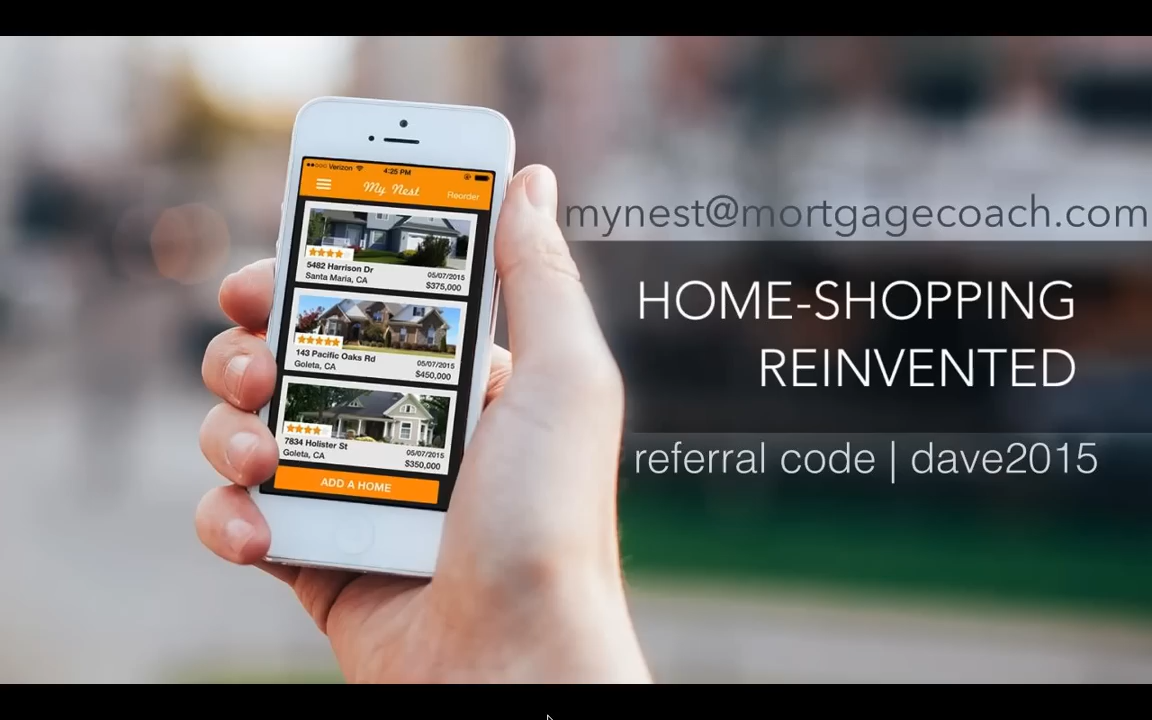 Verizon
4:25 PM
My Nest
Reorder
5482 Harrison Dr
Santa Maria, CA
05/07/2015
$375,000
143 Pacific Oaks Rd
Goleta, CA
05/07/2015
$450,000
7834 Holister St
Goleta, CA
05/07/2015
$350,000
ADD A HOME
mynest@mortgagecoach.com
HOME-SHOPPING
REINVENTED
referral code | dave2015